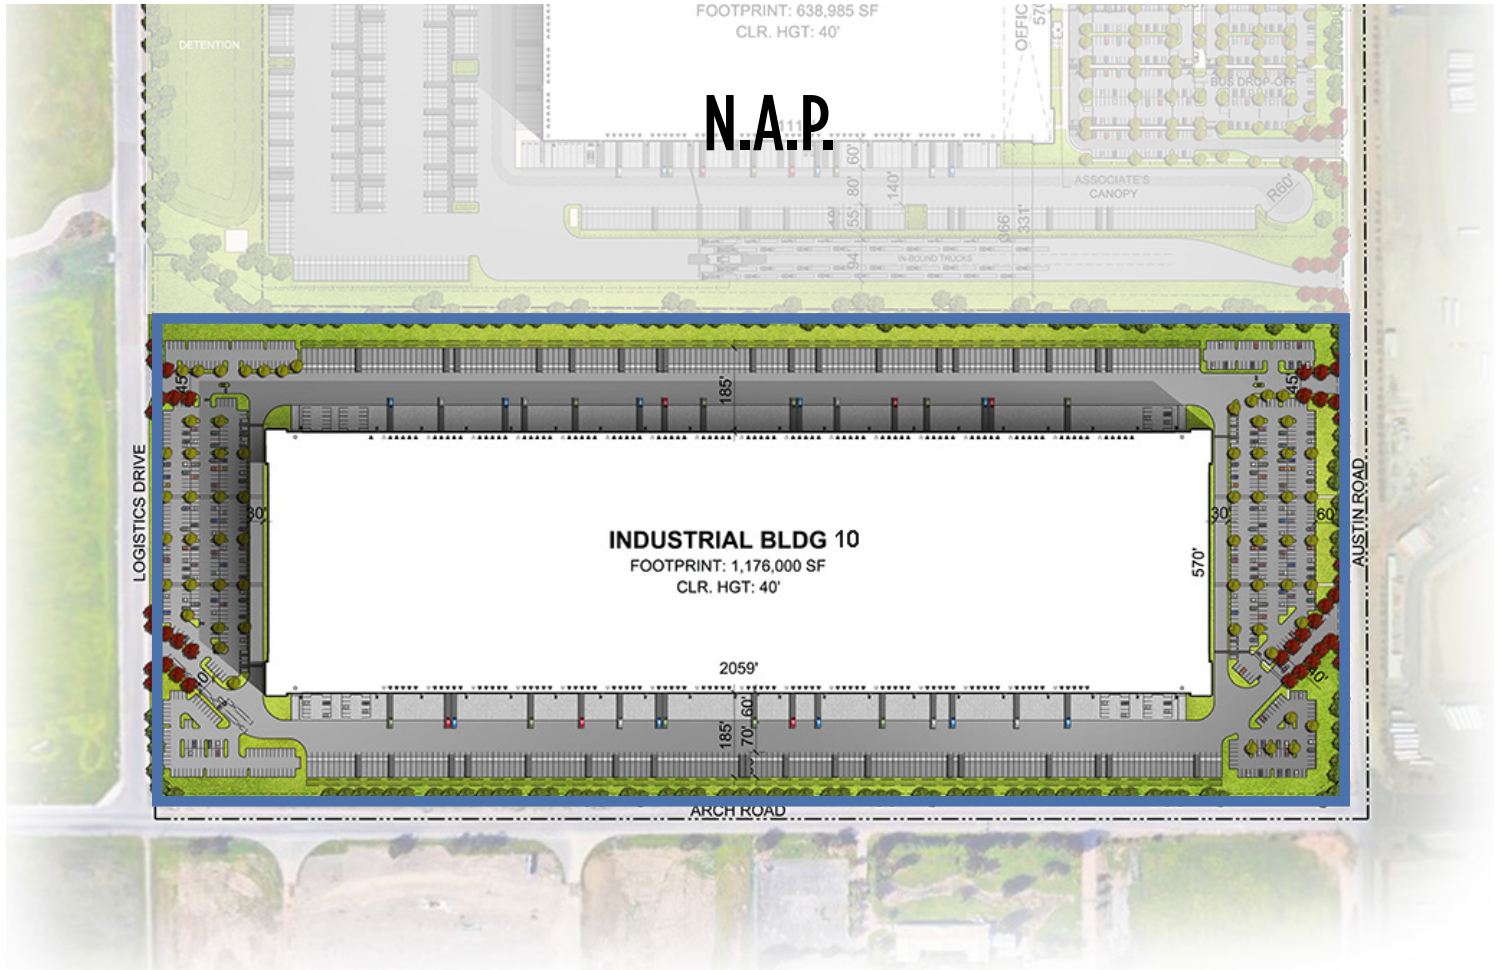 FOOTPRINT: 638,985 SF
CLR. HGT: 40'
DETENTION
BUS DROP-OFF
N.A.P.
60'
80'
140'
55'
ASSOCIATE'S
CANOPY
R60'
331'
94'
IN-BOUND TRUCKS
45'
185'
45'
LOGISTICS DRIVE
AUSTIN ROAD
30'
30'
60'
INDUSTRIAL BLDG 10
FOOTPRINT: 1,176,000 SF
CLR. HGT: 40'
570'
2059'
60'
185'
70'
ARCH ROAD